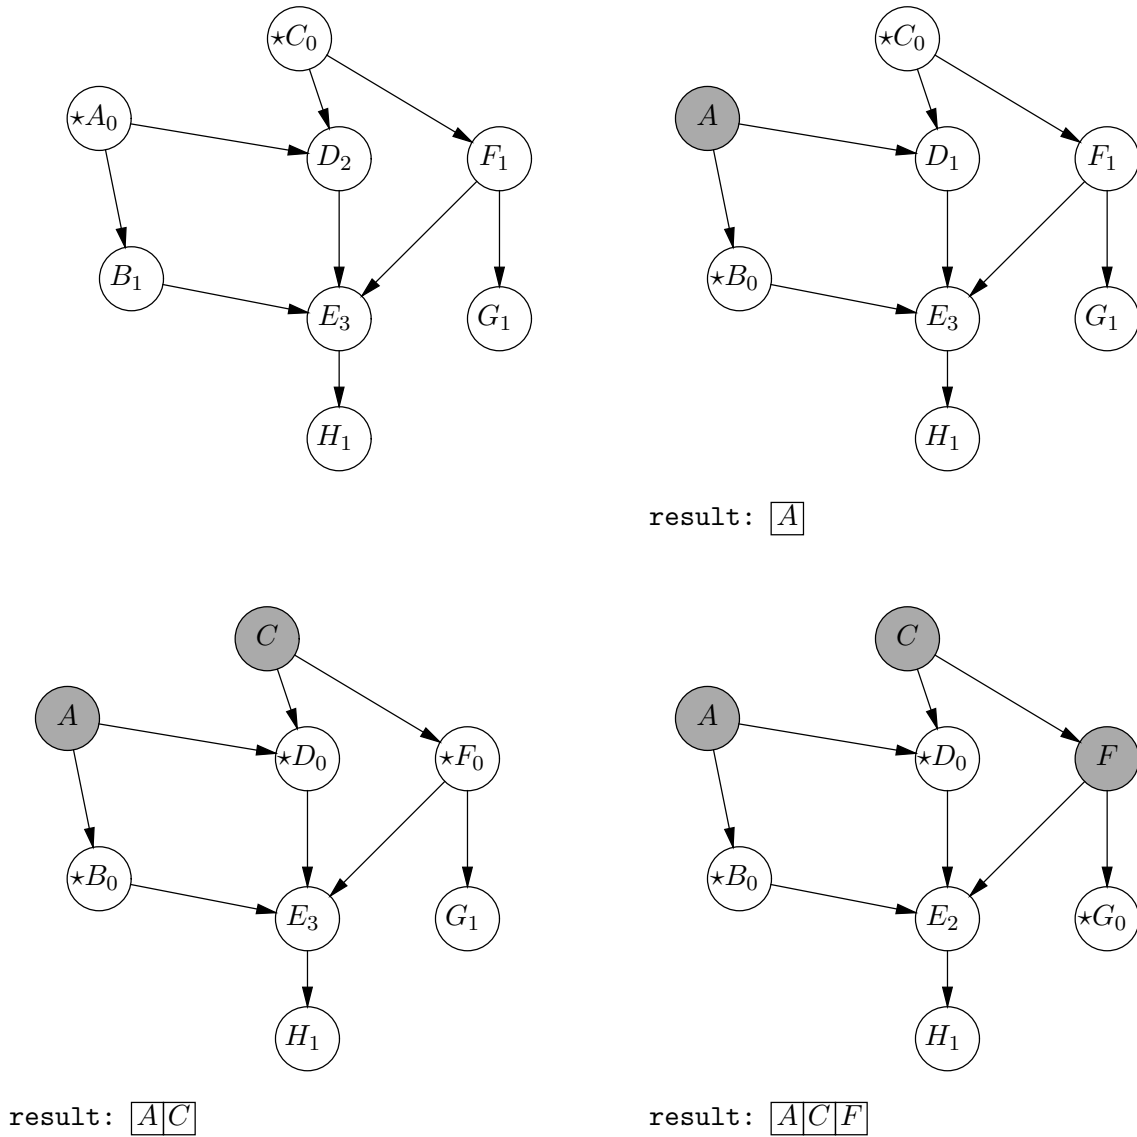 ⋆C₀ ⋆C₀
⋆A₀ A
D₂ F₁ D₁ F₁
B₁ ⋆B₀
E₃ G₁ E₃ G₁
H₁ H₁
result: A
C C
A A
⋆D₀ ⋆F₀ ⋆D₀ F
⋆B₀ ⋆B₀
E₃ G₁ E₂ ⋆G₀
H₁ H₁
result: A C result: A C F